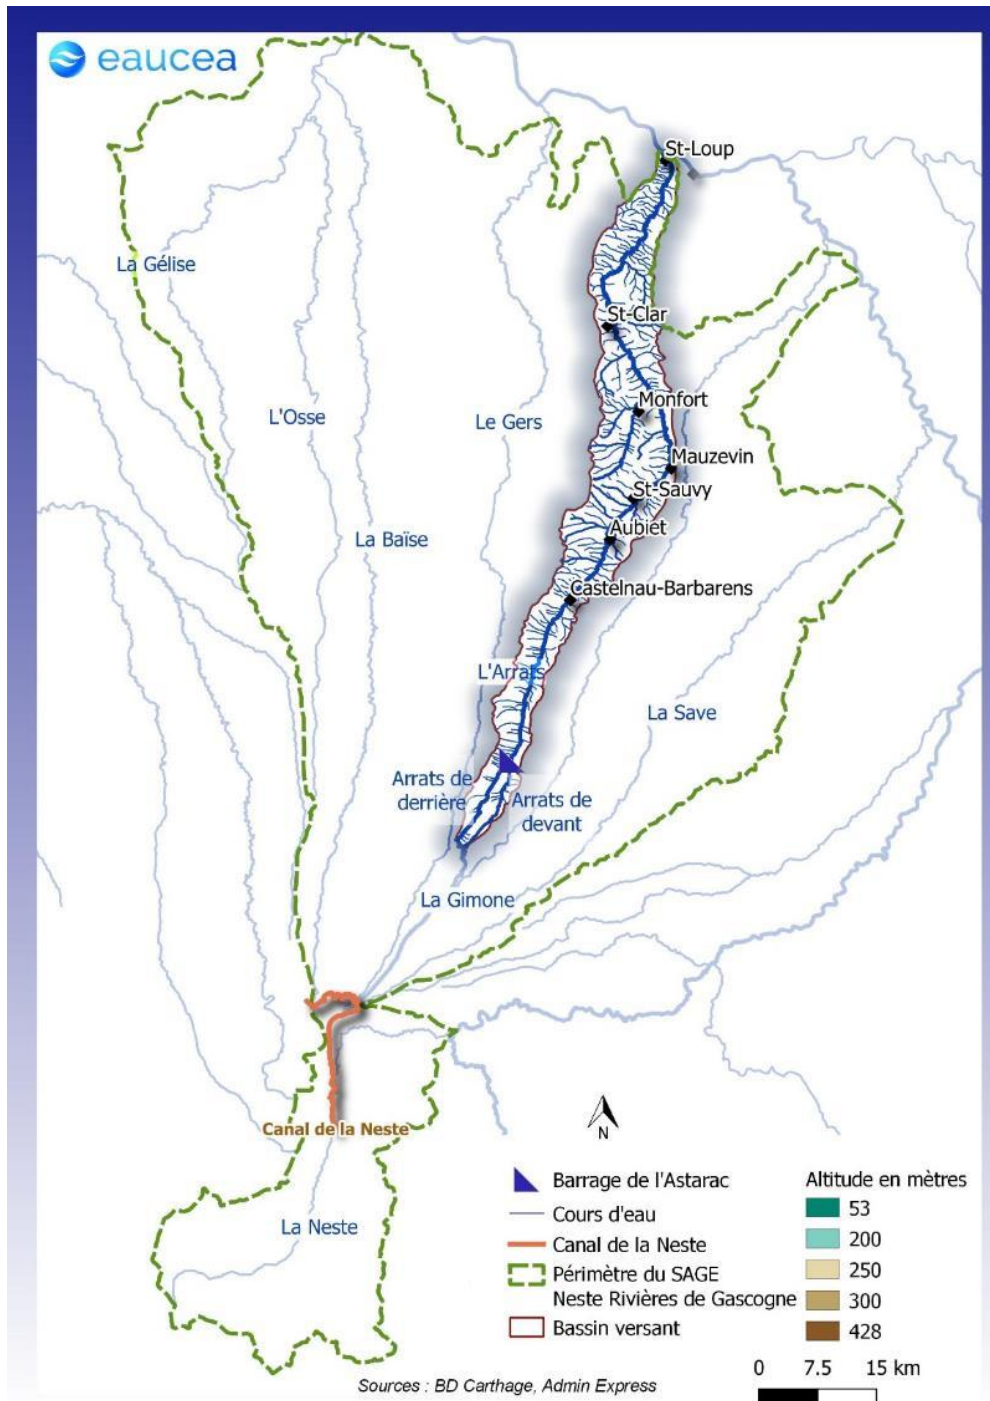 eaucea
St-Loup
La Gélise
St-Clar
L'Osse
Le Gers
Monfort
Mauzevin
St-Sauvy
Aubiet
La Baïse
Castelnau-Barbarens
L'Arrats
La Save
Arrats de
derrière
Arrats de
devant
La Gimone
Canal de la Neste
N
La Neste
Barrage de l'Astarac
Cours d'eau
Canal de la Neste
Périmètre du SAGE
Neste Rivières de Gascogne
Bassin versant
Altitude en mètres
53
200
250
300
428
0 7.5 15 km
Sources : BD Carthage, Admin Express